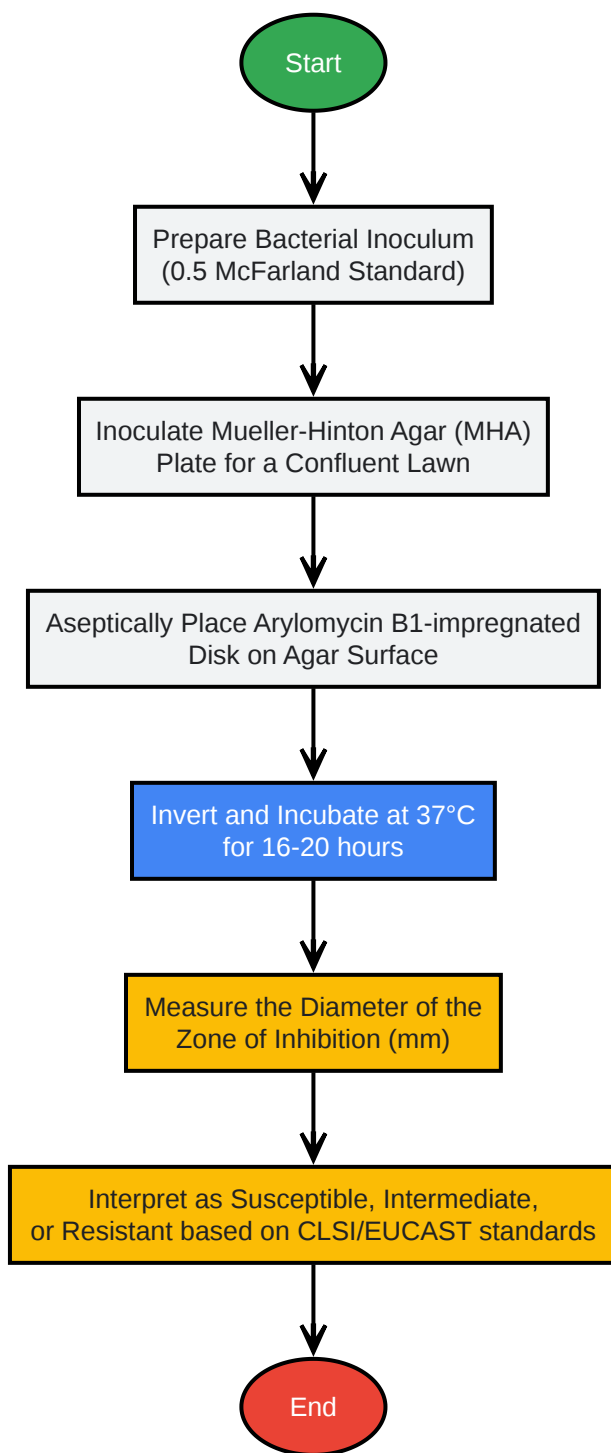 Start
Prepare Bacterial Inoculum
(0.5 McFarland Standard)
Inoculate Mueller-Hinton Agar (MHA)
Plate for a Confluent Lawn
Aseptically Place Arylomycin B1-impregnated
Disk on Agar Surface
Invert and Incubate at 37°C
for 16-20 hours
Measure the Diameter of the
Zone of Inhibition (mm)
Interpret as Susceptible, Intermediate,
or Resistant based on CLSI/EUCAST standards
End